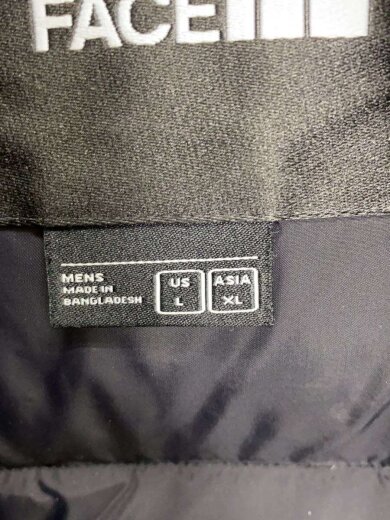 FACE
MENS
MADE IN
BANGLADESH
US
L
ASIA
XL